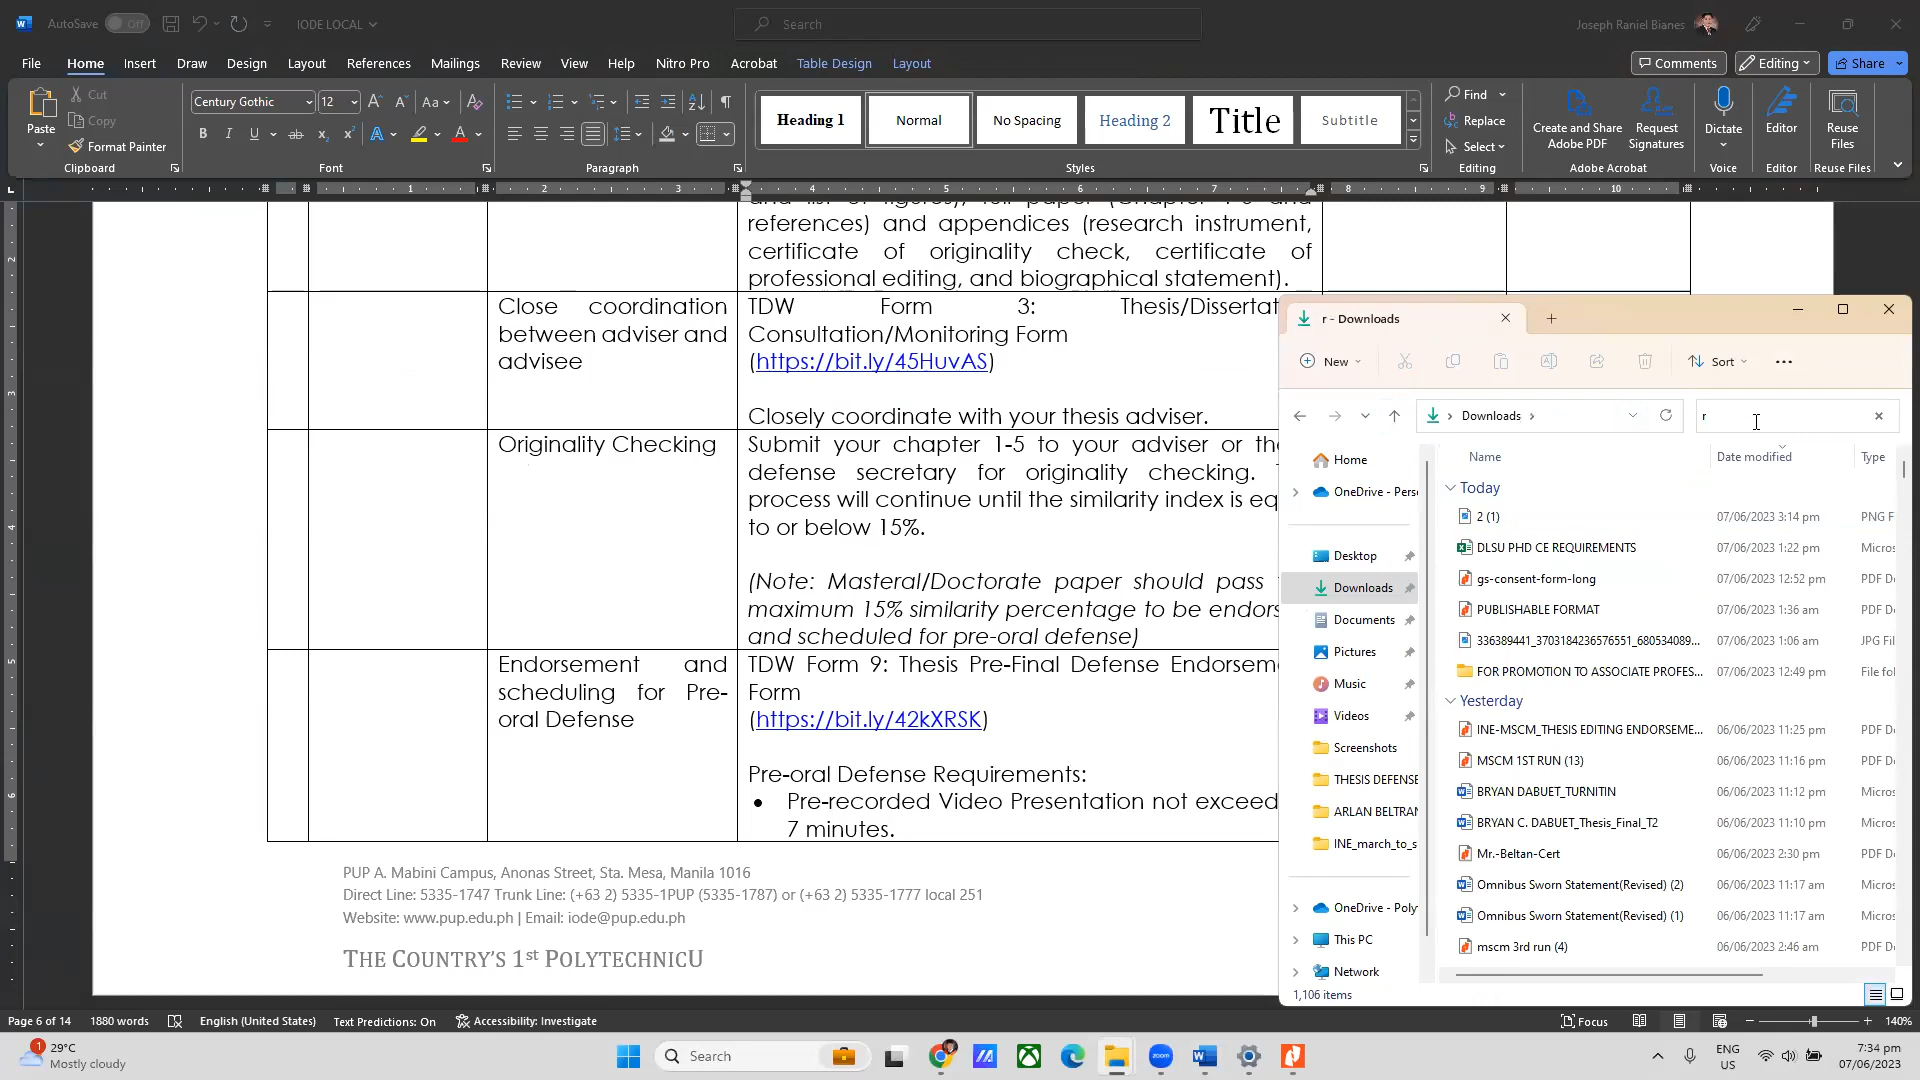 AutoSave Off IODE LOCAL Search Joseph Raniel Bianes
File Home Insert Draw Design Layout References Mailings Review View Help Nitro Pro Acrobat Table Design Layout Comments Editing Share
Paste Cut Copy Format Painter
Century Gothic 12
Heading 1 Normal No Spacing Heading 2 Title Subtitle
Find Replace Select
Create and Share Adobe PDF Request Signatures Dictate Editor Reuse Files
Clipboard Font Paragraph Styles Editing Adobe Acrobat Voice Editor Reuse Files
1 2 3 4 5 6 7 8 9 10
references) and appendices (research instrument,
certificate of originality check, certificate of
professional editing, and biographical statement).
Close coordination
between adviser and
advisee
TDW Form 3: Thesis/Dissertat
Consultation/Monitoring Form
(https://bit.ly/45HuvAS)
Closely coordinate with your thesis adviser.
Originality Checking
Submit your chapter 1-5 to your adviser or the
defense secretary for originality checking.
process will continue until the similarity index is eq
to or below 15%.
(Note: Masteral/Doctorate paper should pass
maximum 15% similarity percentage to be endors
and scheduled for pre-oral defense)
Endorsement and
scheduling for Pre-
oral Defense
TDW Form 9: Thesis Pre-Final Defense Endorseme
Form
(https://bit.ly/42kXRSK)
Pre-oral Defense Requirements:
• Pre-recorded Video Presentation not exceed
7 minutes.
PUP A. Mabini Campus, Anonas Street, Sta. Mesa, Manila 1016
Direct Line: 5335-1747 Trunk Line: (+63 2) 5335-1PUP (5335-1787) or (+63 2) 5335-1777 local 251
Website: www.pup.edu.ph | Email: iode@pup.edu.ph
THE COUNTRY'S 1st POLYTECHNICU
r - Downloads
New Sort
Downloads r
Home
OneDrive - Pers
Desktop
Downloads
Documents
Pictures
Music
Videos
Screenshots
THESIS DEFENSE
ARLAN BELTRAN
INE_march_to_s
OneDrive - Poly
This PC
Network
Name Date modified Type
Today
2 (1) 07/06/2023 3:14 pm PNG F
DLSU PHD CE REQUIREMENTS 07/06/2023 1:22 pm Micros
gs-consent-form-long 07/06/2023 12:52 pm PDF D
PUBLISHABLE FORMAT 07/06/2023 1:36 am PDF D
336389441_3703184236576551_680534089... 07/06/2023 1:06 am JPG Fil
FOR PROMOTION TO ASSOCIATE PROFES... 07/06/2023 12:49 pm File fol
Yesterday
INE-MSCM_THESIS EDITING ENDORSEME... 06/06/2023 11:25 pm PDF D
MSCM 1ST RUN (13) 06/06/2023 11:16 pm PDF D
BRYAN DABUET_TURNITIN 06/06/2023 11:12 pm Micros
BRYAN C. DABUET_Thesis_Final_T2 06/06/2023 11:10 pm Micros
Mr.-Beltan-Cert 06/06/2023 2:30 pm PDF D
Omnibus Sworn Statement(Revised) (2) 06/06/2023 11:17 am Micros
Omnibus Sworn Statement(Revised) (1) 06/06/2023 11:17 am Micros
mscm 3rd run (4) 06/06/2023 2:46 am PDF D
1,106 items
Page 6 of 14 1880 words English (United States) Text Predictions: On Accessibility: Investigate Focus 140%
1 29°C
Mostly cloudy
Search
ENG
US
7:34 pm
07/06/2023